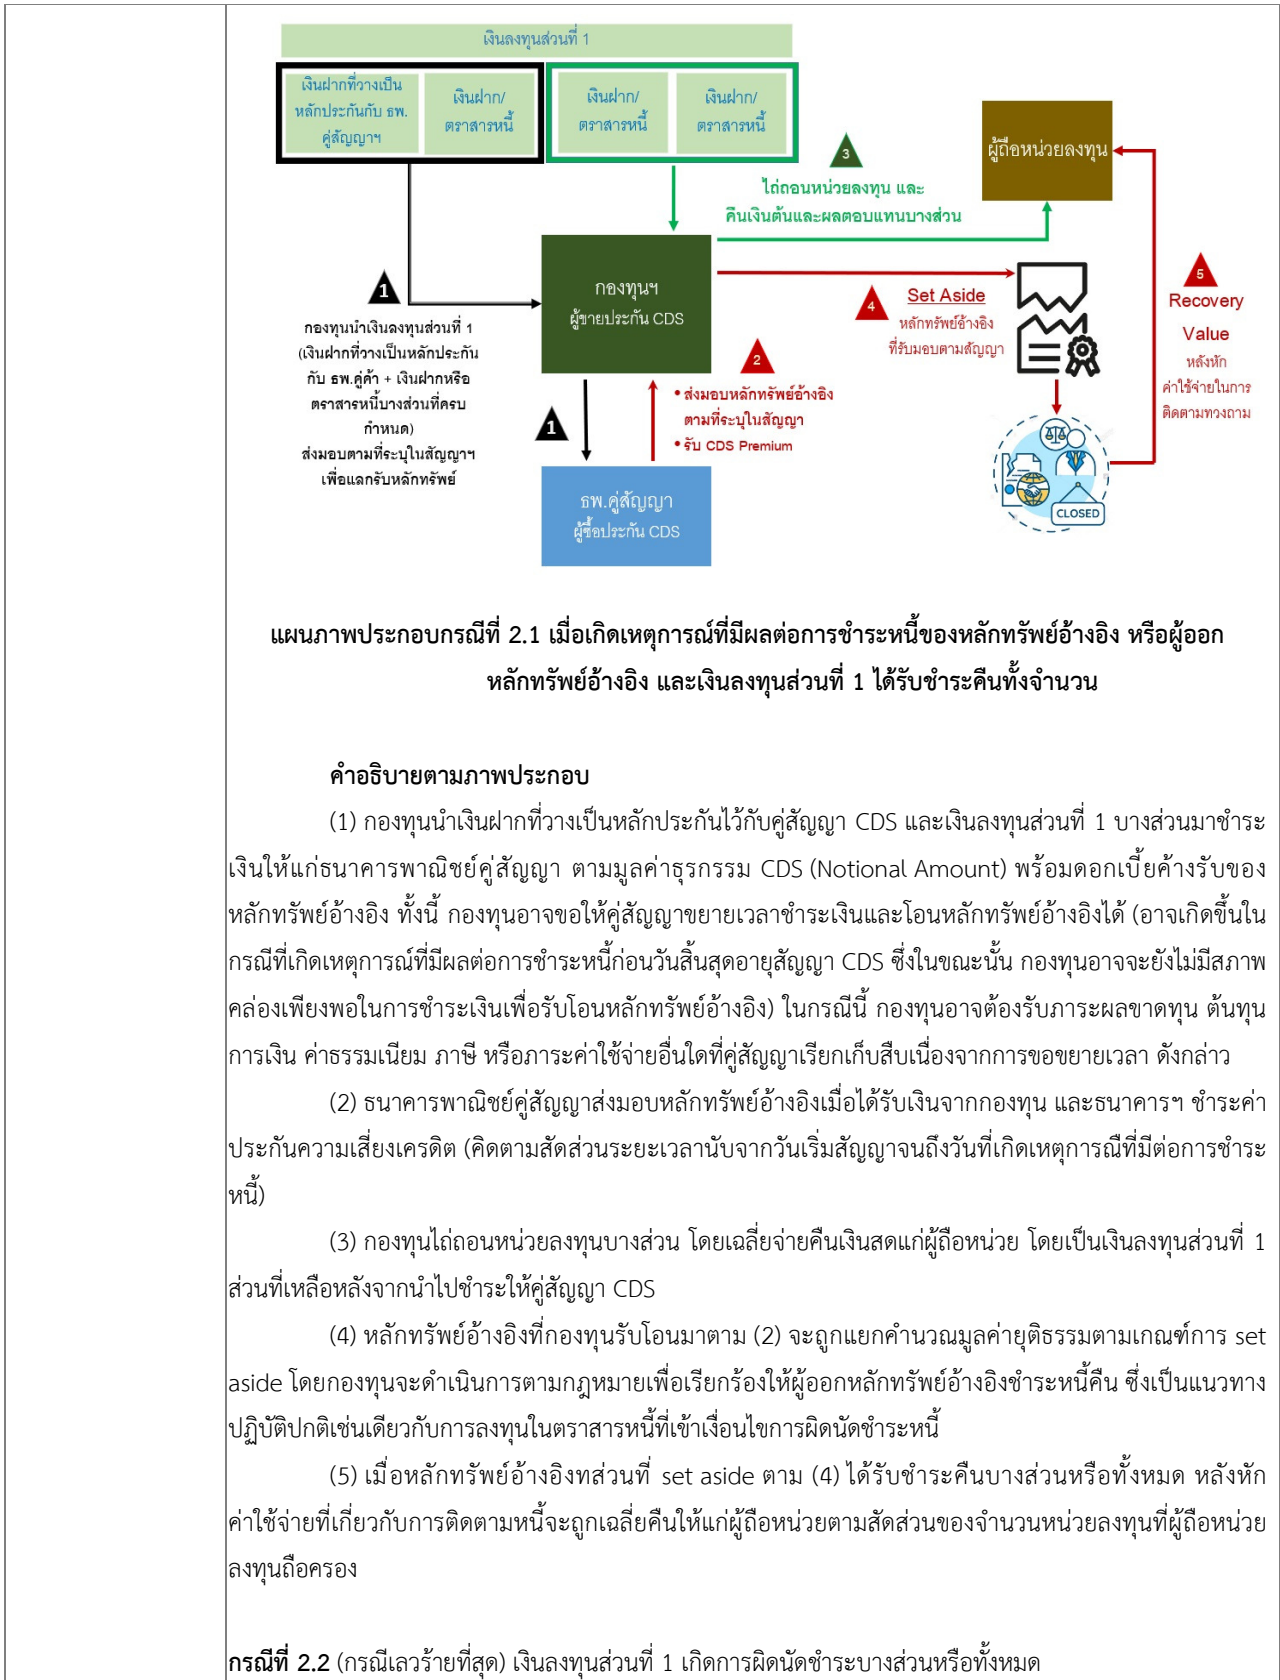 เงินลงทุนส่วนที่ 1
เงินฝากที่วางเป็น
หลักประกันกับ ธพ.
คู่สัญญาฯ
เงินฝาก/
ตราสารหนี้
เงินฝาก/
ตราสารหนี้
เงินฝาก/
ตราสารหนี้
3
ผู้ถือหน่วยลงทุน
ไถ่ถอนหน่วยลงทุน และ
คืนเงินต้นและผลตอบแทนบางส่วน
1
กองทุนนำเงินลงทุนส่วนที่ 1
(เงินฝากที่วางเป็นหลักประกัน
กับ ธพ.คู่ค้า + เงินฝากหรือ
ตราสารหนี้บางส่วนที่ครบ
กำหนด)
ส่งมอบตามที่ระบุในสัญญาฯ
เพื่อแลกรับหลักทรัพย์
กองทุนฯ
ผู้ขายประกัน CDS
4
Set Aside
หลักทรัพย์อ้างอิง
ที่รับมอบตามสัญญา
5
Recovery
Value
หลังหัก
ค่าใช้จ่ายในการ
ติดตามทวงถาม
1
2
• ส่งมอบหลักทรัพย์อ้างอิง
ตามที่ระบุในสัญญา
• รับ CDS Premium
ธพ.คู่สัญญา
ผู้ซื้อประกัน CDS
CLOSED
แผนภาพประกอบกรณีที่ 2.1 เมื่อเกิดเหตุการณ์ที่มีผลต่อการชำระหนี้ของหลักทรัพย์อ้างอิง หรือผู้ออก
หลักทรัพย์อ้างอิง และเงินลงทุนส่วนที่ 1 ได้รับชำระคืนทั้งจำนวน
คำอธิบายตามภาพประกอบ
(1) กองทุนนำเงินฝากที่วางเป็นหลักประกันไว้กับคู่สัญญา CDS และเงินลงทุนส่วนที่ 1 บางส่วนมาชำระ
เงินให้แก่ธนาคารพาณิชย์คู่สัญญา ตามมูลค่าธุรกรรม CDS (Notional Amount) พร้อมดอกเบี้ยค้างรับของ
หลักทรัพย์อ้างอิง ทั้งนี้ กองทุนอาจขอให้คู่สัญญาขยายเวลาชำระเงินและโอนหลักทรัพย์อ้างอิงได้ (อาจเกิดขึ้นใน
กรณีที่เกิดเหตุการณ์ที่มีผลต่อการชำระหนี้ก่อนวันสิ้นสุดอายุสัญญา CDS ซึ่งในขณะนั้น กองทุนอาจจะยังไม่มีสภาพ
คล่องเพียงพอในการชำระเงินเพื่อรับโอนหลักทรัพย์อ้างอิง) ในกรณีนี้ กองทุนอาจต้องรับภาระผลขาดทุน ต้นทุน
การเงิน ค่าธรรมเนียม ภาษี หรือภาระค่าใช้จ่ายอื่นใดที่คู่สัญญาเรียกเก็บสืบเนื่องจากการขอขยายเวลา ดังกล่าว
(2) ธนาคารพาณิชย์คู่สัญญาส่งมอบหลักทรัพย์อ้างอิงเมื่อได้รับเงินจากกองทุน และธนาคารฯ ชำระค่า
ประกันความเสี่ยงเครดิต (คิดตามสัดส่วนระยะเวลานับจากวันเริ่มสัญญาจนถึงวันที่เกิดเหตุการณืที่มีต่อการชำระ
หนี้)
(3) กองทุนไถ่ถอนหน่วยลงทุนบางส่วน โดยเฉลี่ยจ่ายคืนเงินสดแก่ผู้ถือหน่วย โดยเป็นเงินลงทุนส่วนที่ 1
ส่วนที่เหลือหลังจากนำไปชำระให้คู่สัญญา CDS
(4) หลักทรัพย์อ้างอิงที่กองทุนรับโอนมาตาม (2) จะถูกแยกคำนวณมูลค่ายุติธรรมตามเกณฑ์การ set
aside โดยกองทุนจะดำเนินการตามกฎหมายเพื่อเรียกร้องให้ผู้ออกหลักทรัพย์อ้างอิงชำระหนี้คืน ซึ่งเป็นแนวทาง
ปฏิบัติปกติเช่นเดียวกับการลงทุนในตราสารหนี้ที่เข้าเงื่อนไขการผิดนัดชำระหนี้
(5) เมื่อหลักทรัพย์อ้างอิงทส่วนที่ set aside ตาม (4) ได้รับชำระคืนบางส่วนหรือทั้งหมด หลังหัก
ค่าใช้จ่ายที่เกี่ยวกับการติดตามหนี้จะถูกเฉลี่ยคืนให้แก่ผู้ถือหน่วยตามสัดส่วนของจำนวนหน่วยลงทุนที่ผู้ถือหน่วย
ลงทุนถือครอง
กรณีที่ 2.2 (กรณีเลวร้ายที่สุด) เงินลงทุนส่วนที่ 1 เกิดการผิดนัดชำระบางส่วนหรือทั้งหมด